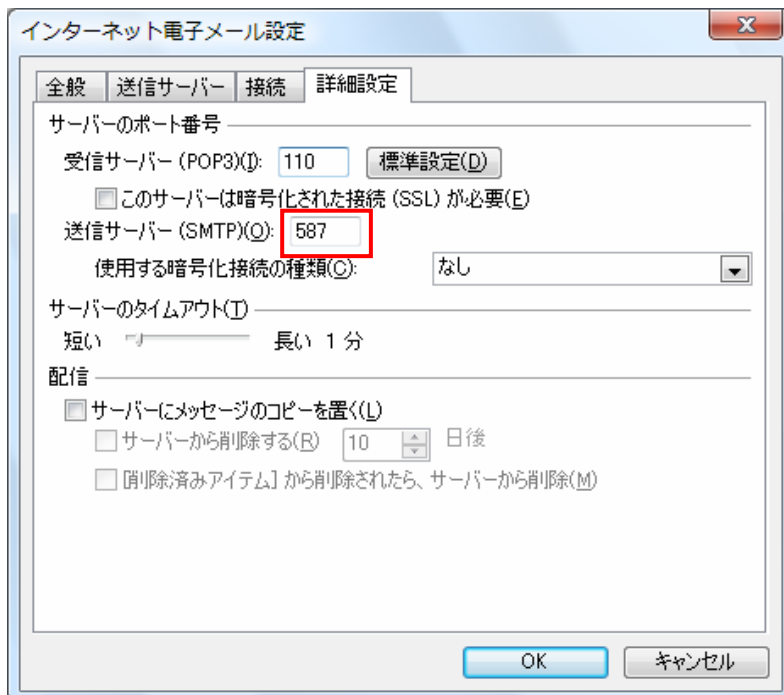 インターネット電子メール設定
全般 送信サーバー 接続 詳細設定
サーバーのポート番号
受信サーバー (POP3)(I): 110 標準設定(D)
このサーバーは暗号化された接続 (SSL) が必要(E)
送信サーバー (SMTP)(O): 587
使用する暗号化接続の種類(C): なし
サーバーのタイムアウト(T)
短い 長い 1 分
配信
サーバーにメッセージのコピーを置く(L)
サーバーから削除する(R) 10 日後
[削除済みアイテム] から削除されたら、サーバーから削除(M)
OK キャンセル